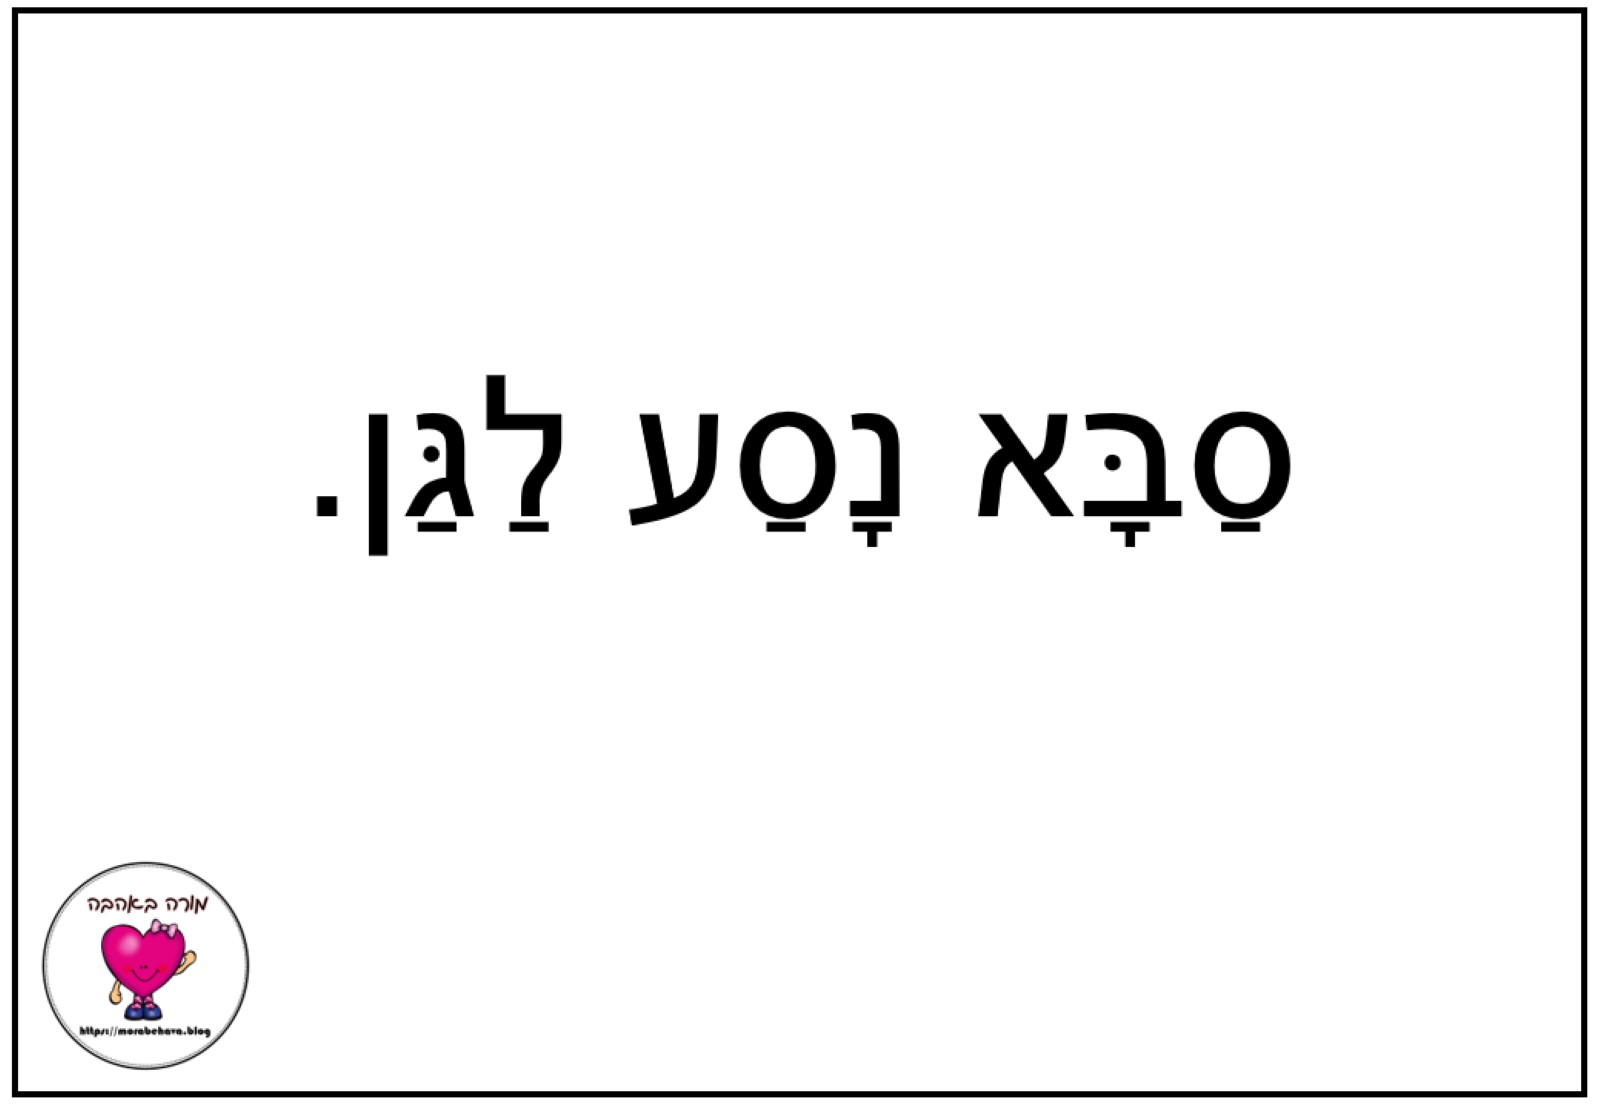 סַבָּא נָסַע לַגַּן.
מורה באהבה
https://morabehava.blog